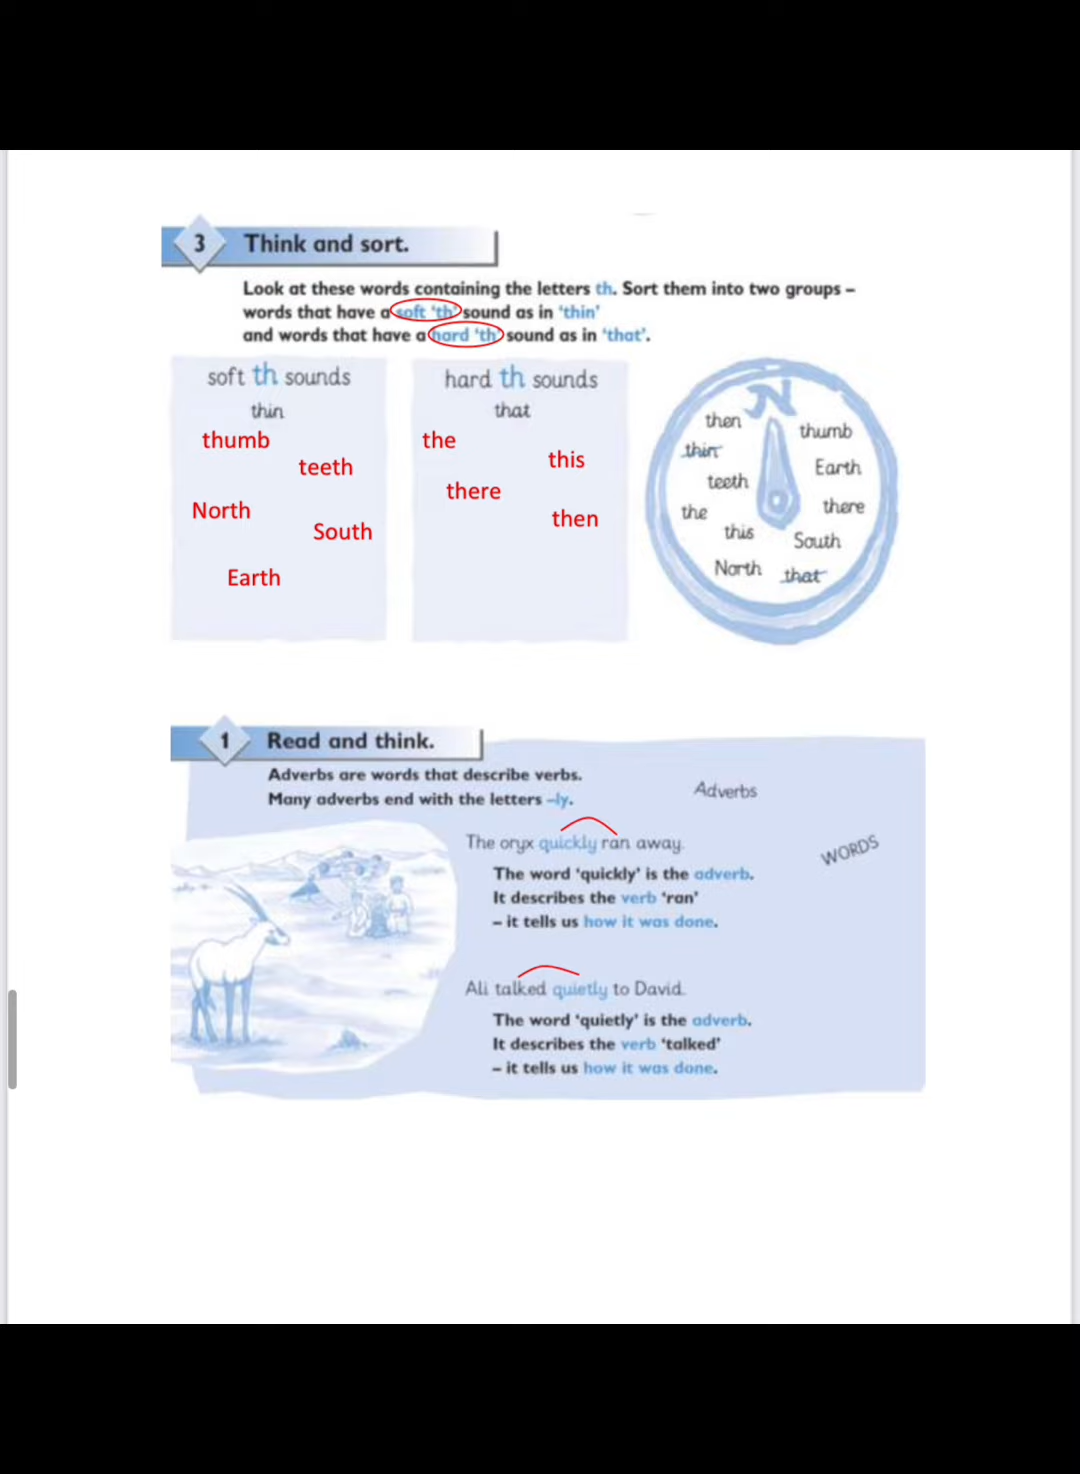 3 Think and sort.
Look at these words containing the letters th. Sort them into two groups –
words that have a soft 'th' sound as in 'thin'
and words that have a hard 'th' sound as in 'that'.
soft th sounds
thin
thumb
teeth
North
South
Earth
hard th sounds
that
the
this
there
then
N
then
thumb
thin
Earth
teeth
there
the
this
South
North
that
1 Read and think.
Adverbs are words that describe verbs.
Many adverbs end with the letters –ly.
Adverbs
WORDS
The oryx quickly ran away.
The word 'quickly' is the adverb.
It describes the verb 'ran'
– it tells us how it was done.
Ali talked quietly to David.
The word 'quietly' is the adverb.
It describes the verb 'talked'
– it tells us how it was done.